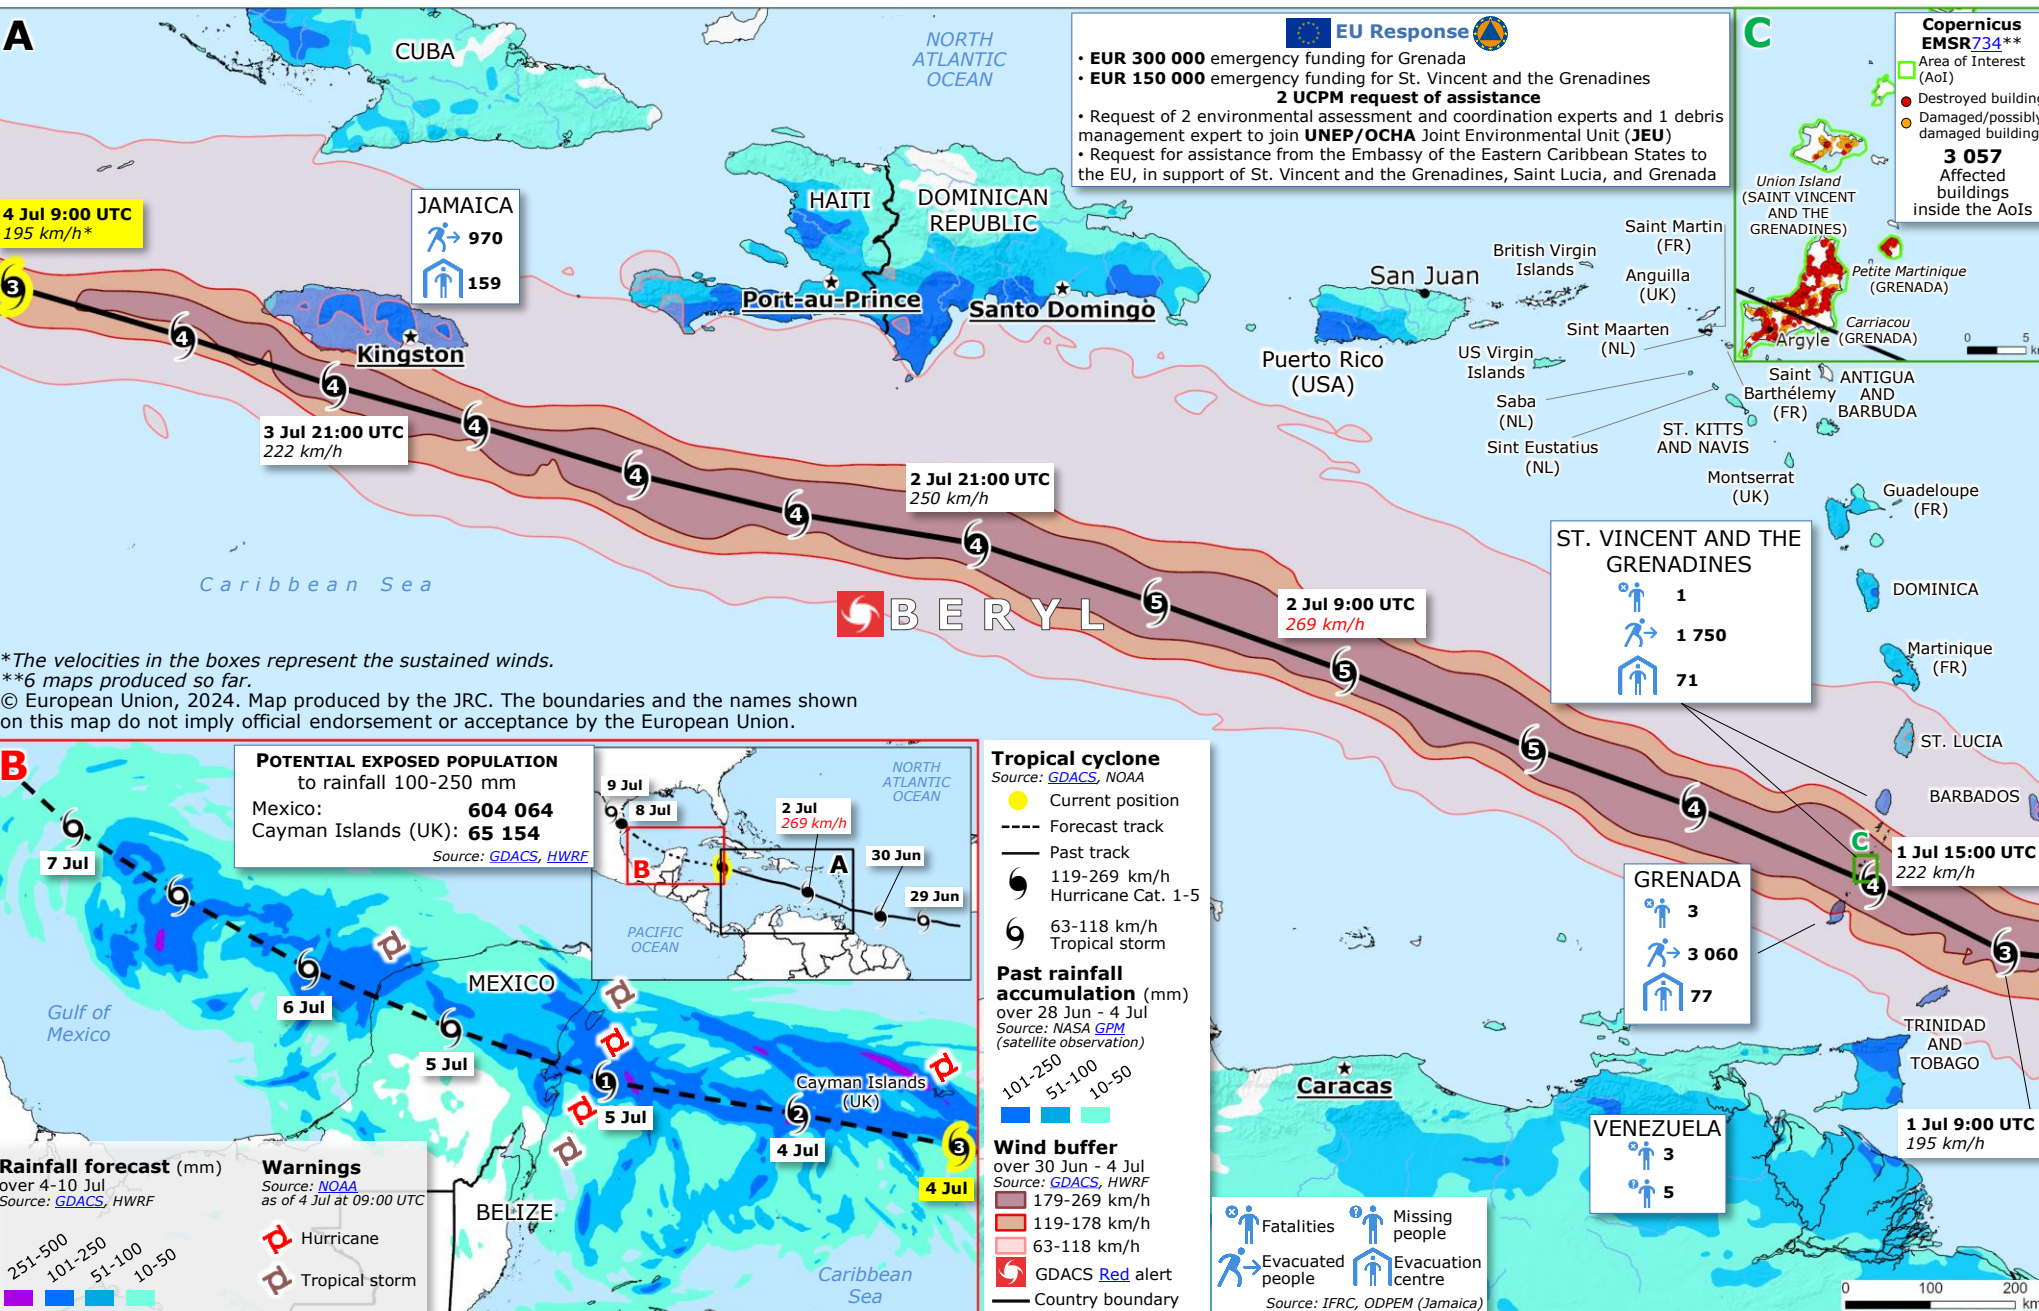 A
CUBA
NORTH
ATLANTIC
OCEAN
EU Response
• EUR 300 000 emergency funding for Grenada
• EUR 150 000 emergency funding for St. Vincent and the Grenadines
2 UCPM request of assistance
• Request of 2 environmental assessment and coordination experts and 1 debris
management expert to join UNEP/OCHA Joint Environmental Unit (JEU)
• Request for assistance from the Embassy of the Eastern Caribbean States to
the EU, in support of St. Vincent and the Grenadines, Saint Lucia, and Grenada
C
Copernicus
EMSR734**
Area of Interest
(AoI)
Destroyed building
Damaged/possibly
damaged building
3 057
Affected
buildings
inside the AoIs
Union Island
(SAINT VINCENT
AND THE
GRENADINES)
Petite Martinique
(GRENADA)
Carriacou
(GRENADA)
Argyle
0 5
4 Jul 9:00 UTC
195 km/h*
3
JAMAICA
970
159
HAITI
DOMINICAN
REPUBLIC
Port-au-Prince
Santo Domingo
Kingston
San Juan
Puerto Rico
(USA)
British Virgin
Islands
Saint Martin
(FR)
Anguilla
(UK)
Sint Maarten
(NL)
US Virgin
Islands
Saba
(NL)
Sint Eustatius
(NL)
Saint
Barthélemy
(FR)
ANTIGUA
AND
BARBUDA
ST. KITTS
AND NAVIS
Montserrat
(UK)
Guadeloupe
(FR)
DOMINICA
Martinique
(FR)
ST. LUCIA
BARBADOS
4
4
4
4
4
4
5
5
5
4
4
3
3 Jul 21:00 UTC
222 km/h
2 Jul 21:00 UTC
250 km/h
2 Jul 9:00 UTC
269 km/h
Caribbean Sea
BERYL
ST. VINCENT AND THE
GRENADINES
1
1 750
71
C
1 Jul 15:00 UTC
222 km/h
GRENADA
3
3 060
77
TRINIDAD
AND
TOBAGO
1 Jul 9:00 UTC
195 km/h
Caracas
VENEZUELA
3
5
*The velocities in the boxes represent the sustained winds.
**6 maps produced so far.
© European Union, 2024. Map produced by the JRC. The boundaries and the names shown
on this map do not imply official endorsement or acceptance by the European Union.
B
POTENTIAL EXPOSED POPULATION
to rainfall 100-250 mm
Mexico: 604 064
Cayman Islands (UK): 65 154
Source: GDACS, HWRF
9 Jul
8 Jul
2 Jul
269 km/h
30 Jun
29 Jun
NORTH
ATLANTIC
OCEAN
PACIFIC
OCEAN
A
B
7 Jul
6 Jul
5 Jul
1
5 Jul
2
4 Jul
3
4 Jul
Gulf of
Mexico
MEXICO
Cayman Islands
(UK)
BELIZE
Caribbean
Sea
Rainfall forecast (mm)
over 4-10 Jul
Source: GDACS, HWRF
251-500
101-250
51-100
10-50
Warnings
Source: NOAA
as of 4 Jul at 09:00 UTC
Hurricane
Tropical storm
Tropical cyclone
Source: GDACS, NOAA
Current position
Forecast track
Past track
119-269 km/h
Hurricane Cat. 1-5
63-118 km/h
Tropical storm
Past rainfall
accumulation (mm)
over 28 Jun - 4 Jul
Source: NASA GPM
(satellite observation)
101-250
51-100
10-50
Wind buffer
over 30 Jun - 4 Jul
Source: GDACS, HWRF
179-269 km/h
119-178 km/h
63-118 km/h
GDACS Red alert
Country boundary
Fatalities
Missing
people
Evacuated
people
Evacuation
centre
Source: IFRC, ODPEM (Jamaica)
0 100 200
km